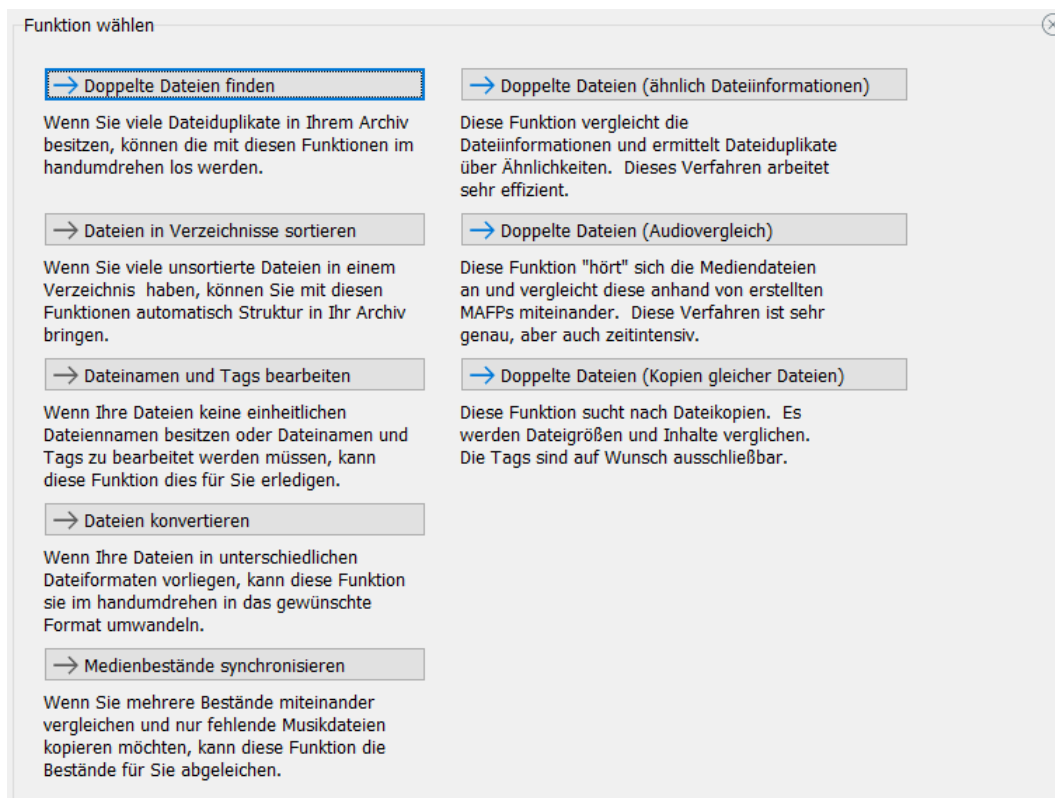 Funktion wählen
Doppelte Dateien finden
Wenn Sie viele Dateiduplikate in Ihrem Archiv
besitzen, können die mit diesen Funktionen im
handumdrehen los werden.
Dateien in Verzeichnisse sortieren
Wenn Sie viele unsortierte Dateien in einem
Verzeichnis  haben, können Sie mit diesen
Funktionen automatisch Struktur in Ihr Archiv
bringen.
Dateinamen und Tags bearbeiten
Wenn Ihre Dateien keine einheitlichen
Dateiennamen besitzen oder Dateinamen und
Tags zu bearbeitet werden müssen, kann
diese Funktion dies für Sie erledigen.
Dateien konvertieren
Wenn Ihre Dateien in unterschiedlichen
Dateiformaten vorliegen, kann diese Funktion
sie im handumdrehen in das gewünschte
Format umwandeln.
Medienbestände synchronisieren
Wenn Sie mehrere Bestände miteinander
vergleichen und nur fehlende Musikdateien
kopieren möchten, kann diese Funktion die
Bestände für Sie abgeleichen.
Doppelte Dateien (ähnlich Dateiinformationen)
Diese Funktion vergleicht die
Dateiinformationen und ermittelt Dateiduplikate
über Ähnlichkeiten.  Dieses Verfahren arbeitet
sehr effizient.
Doppelte Dateien (Audiovergleich)
Diese Funktion "hört" sich die Mediendateien
an und vergleicht diese anhand von erstellten
MAFPs miteinander.  Diese Verfahren ist sehr
genau, aber auch zeitintensiv.
Doppelte Dateien (Kopien gleicher Dateien)
Diese Funktion sucht nach Dateikopien.  Es
werden Dateigrößen und Inhalte verglichen.
Die Tags sind auf Wunsch ausschließbar.